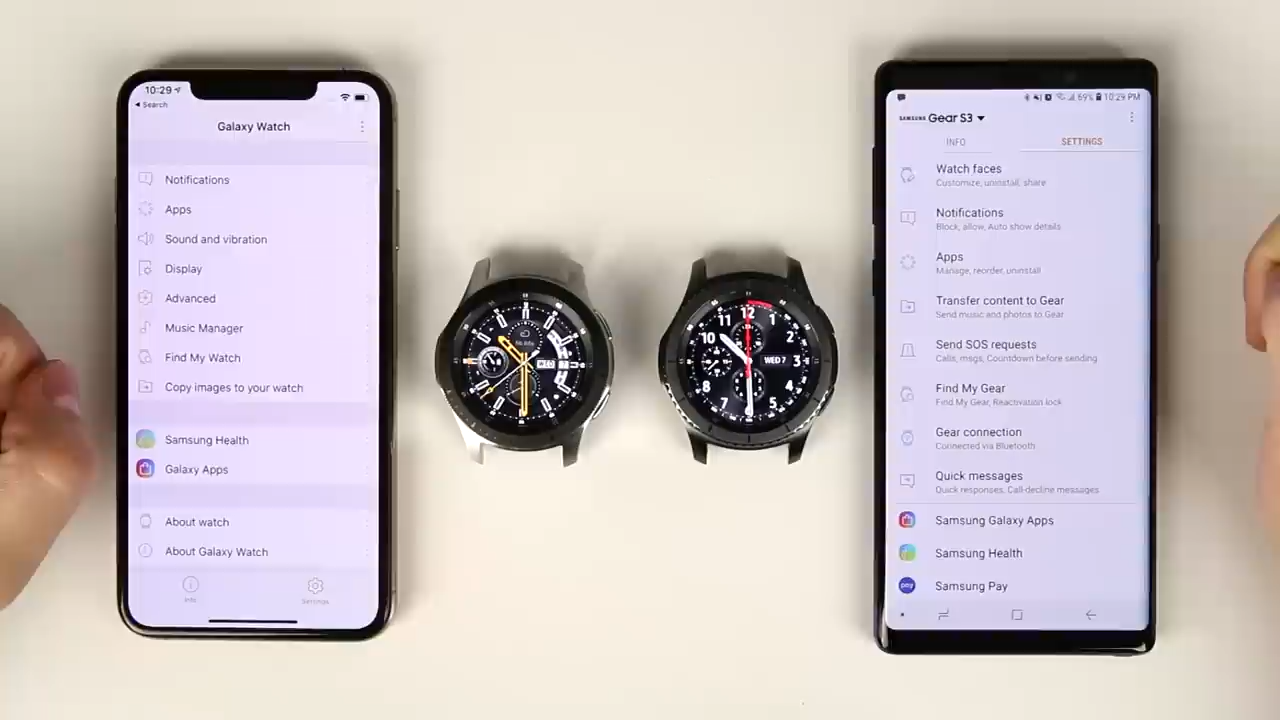 10:29
Search
Galaxy Watch
Notifications
Apps
Sound and vibration
Display
Advanced
Music Manager
Find My Watch
Copy images to your watch
Samsung Health
Galaxy Apps
About watch
About Galaxy Watch
Info
Settings
12
1
2
3
4
5
7
8
10
11
WED 7
69% 10:29 PM
SAMSUNG Gear S3
INFO
SETTINGS
Watch faces
Customize, uninstall, share
Notifications
Block, allow, Auto show details
Apps
Manage, reorder, uninstall
Transfer content to Gear
Send music and photos to Gear
Send SOS requests
Calls, msgs, Countdown before sending
Find My Gear
Find My Gear, Reactivation lock
Gear connection
Connected via Bluetooth
Quick messages
Quick responses, Call-decline messages
Samsung Galaxy Apps
Samsung Health
pay
Samsung Pay